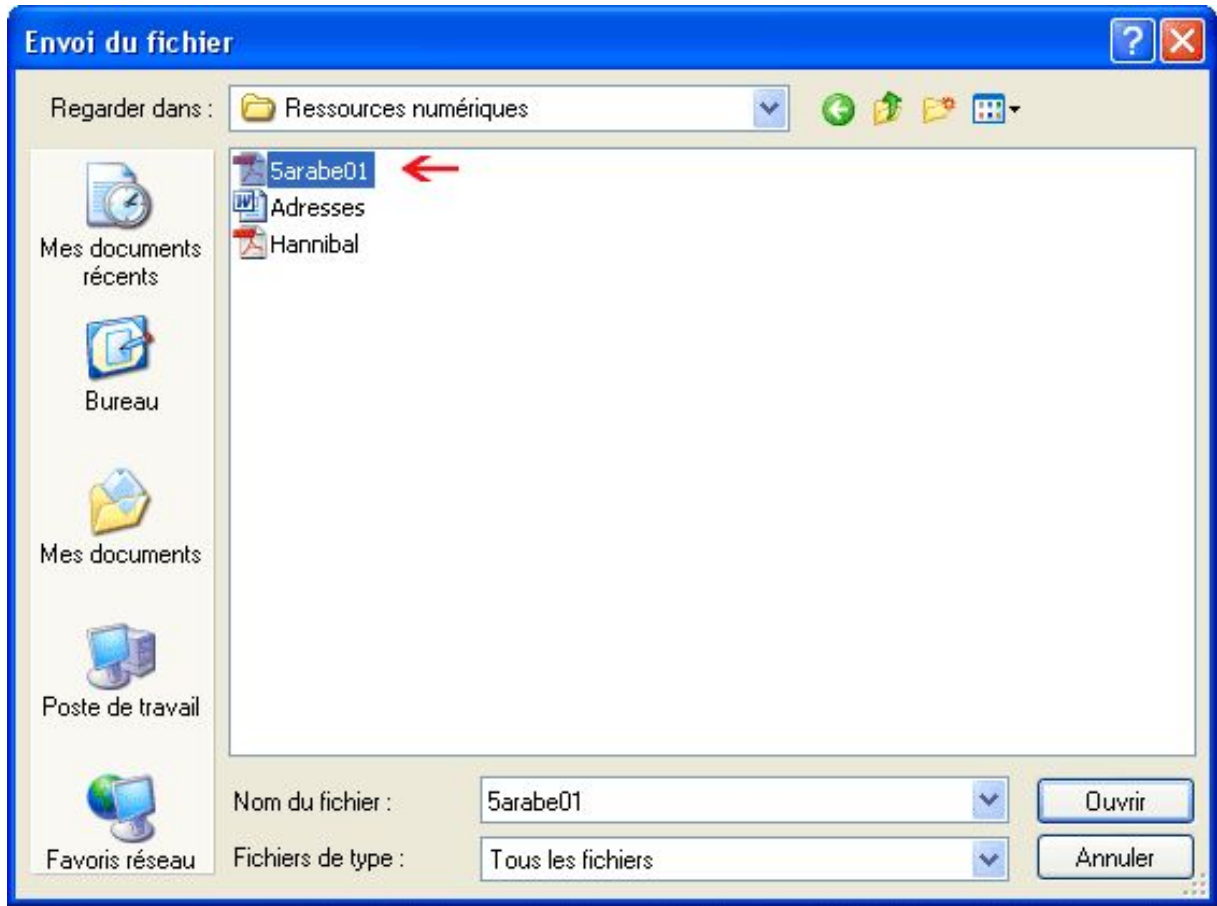 Envoi du fichier
Regarder dans :
Ressources numériques
5arabe01
Adresses
Hannibal
Mes documents
récents
Bureau
Mes documents
Poste de travail
Favoris réseau
Nom du fichier :
5arabe01
Ouvrir
Fichiers de type :
Tous les fichiers
Annuler